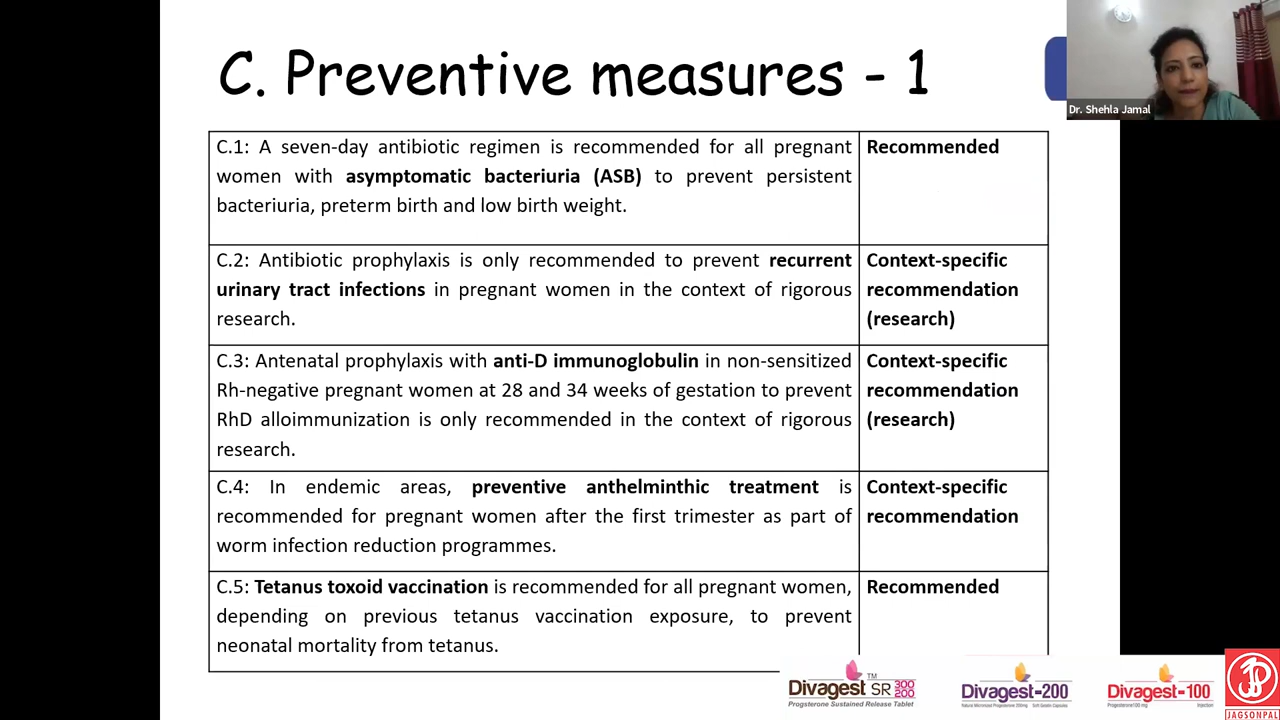 C. Preventive measures - 1
Dr. Shehla Jamal
C.1: A seven-day antibiotic regimen is recommended for all pregnant
women with asymptomatic bacteriuria (ASB) to prevent persistent
bacteriuria, preterm birth and low birth weight.
Recommended
C.2: Antibiotic prophylaxis is only recommended to prevent recurrent
urinary tract infections in pregnant women in the context of rigorous
research.
Context-specific
recommendation
(research)
C.3: Antenatal prophylaxis with anti-D immunoglobulin in non-sensitized
Rh-negative pregnant women at 28 and 34 weeks of gestation to prevent
RhD alloimmunization is only recommended in the context of rigorous
research.
Context-specific
recommendation
(research)
C.4: In endemic areas, preventive anthelminthic treatment is
recommended for pregnant women after the first trimester as part of
worm infection reduction programmes.
Context-specific
recommendation
C.5: Tetanus toxoid vaccination is recommended for all pregnant women,
depending on previous tetanus vaccination exposure, to prevent
neonatal mortality from tetanus.
Recommended
Divagest SR 300 200 TM
Progsterone Sustained Release Tablet
Divagest-200
Soft Gelatin Capsules
Divagest-100
Progesterone100 mg Injection
JAGSONPAL